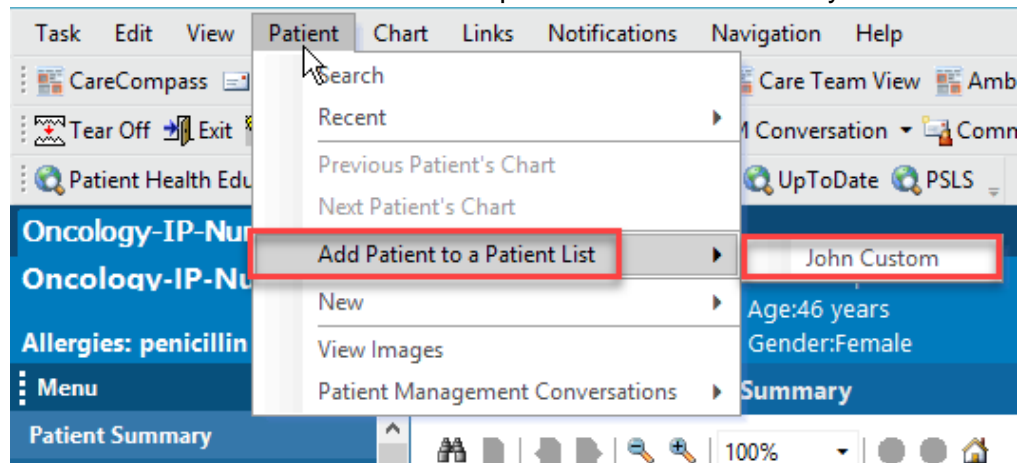 Task Edit View Patient Chart Links Notifications Navigation Help
CareCompass Search Care Team View Amb
Tear Off Exit Recent Conversation Comm
Patient Health Edu Previous Patient's Chart UpToDate PSLS
Next Patient's Chart
Oncology-IP-Nur
Add Patient to a Patient List John Custom
Oncology-IP-Nu
New Age:46 years
Allergies: penicillin View Images Gender:Female
Menu Patient Management Conversations Summary
Patient Summary 100%